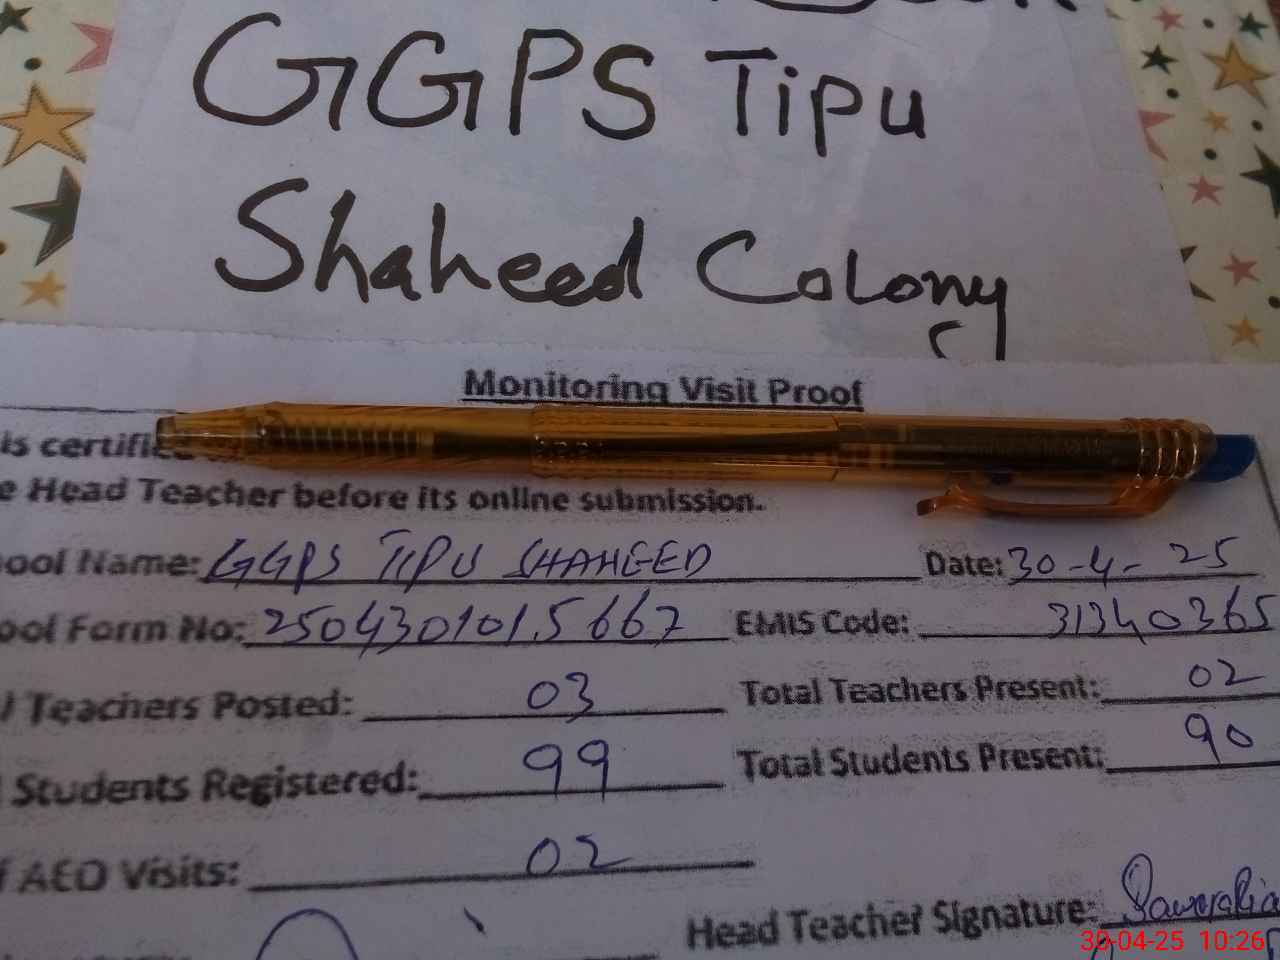 GGPS Tipu
Shaheed Colony
Monitoring Visit Proof
is certifie
e Head Teacher before its online submission.
ool Name: GGPS TIPU SHAHEED Date: 30-4-25
ool Form No: 2504301015667 EMIS Code: 31340365
l Teachers Posted: 03 Total Teachers Present: 02
l Students Registered: 99 Total Students Present: 90
f AEO Visits: 02
Head Teacher Signature:
30-04-25 10:26